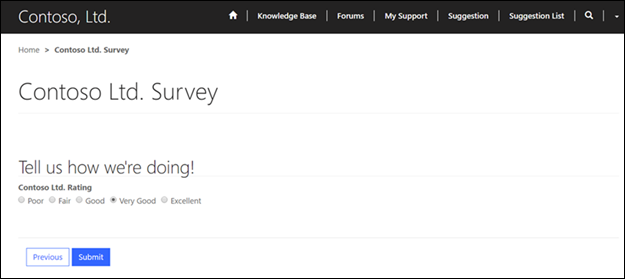 Contoso, Ltd. | Knowledge Base | Forums | My Support | Suggestion | Suggestion List | |
Home > Contoso Ltd. Survey
Contoso Ltd. Survey
Tell us how we're doing!
Contoso Ltd. Rating
Poor Fair Good Very Good Excellent
Previous Submit